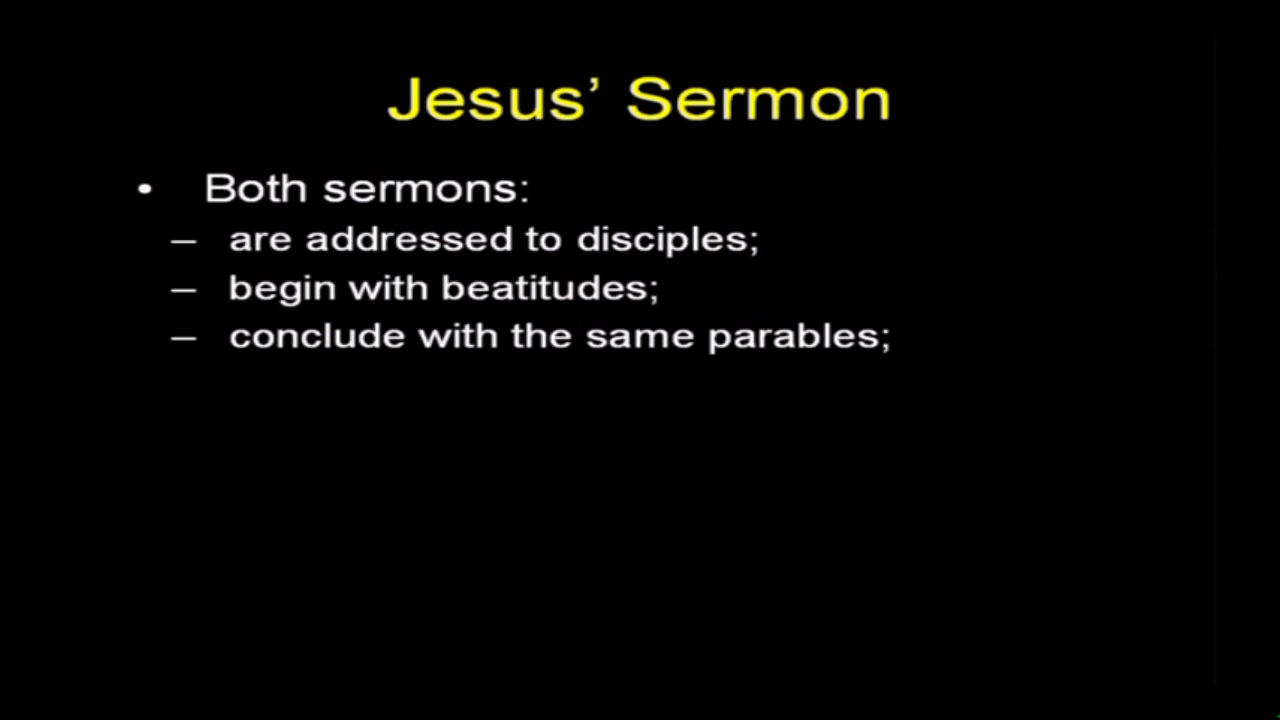 Jesus’ Sermon
• Both sermons:
– are addressed to disciples;
– begin with beatitudes;
– conclude with the same parables;